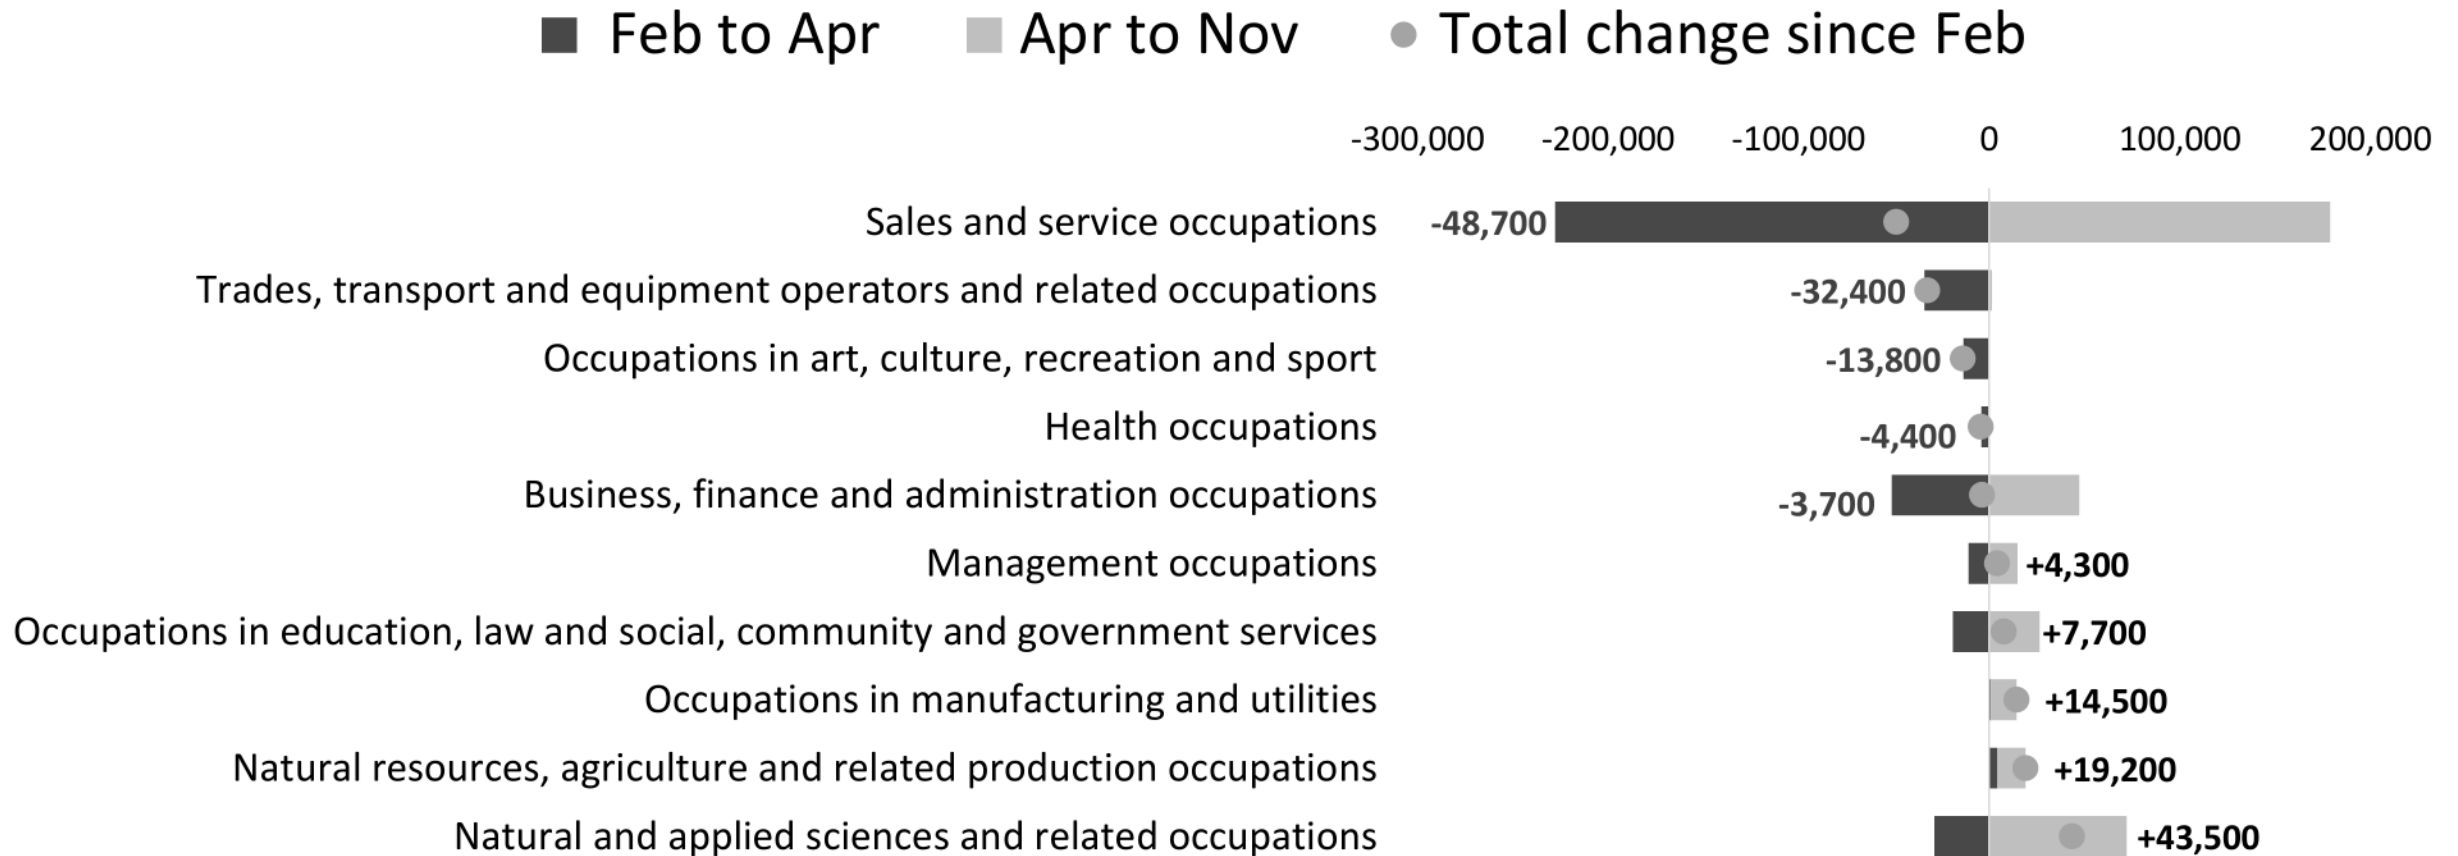 Feb to Apr Apr to Nov Total change since Feb
-300,000 -200,000 -100,000 0 100,000 200,000
Sales and service occupations -48,700
Trades, transport and equipment operators and related occupations -32,400
Occupations in art, culture, recreation and sport -13,800
Health occupations -4,400
Business, finance and administration occupations -3,700
Management occupations +4,300
Occupations in education, law and social, community and government services +7,700
Occupations in manufacturing and utilities +14,500
Natural resources, agriculture and related production occupations +19,200
Natural and applied sciences and related occupations +43,500